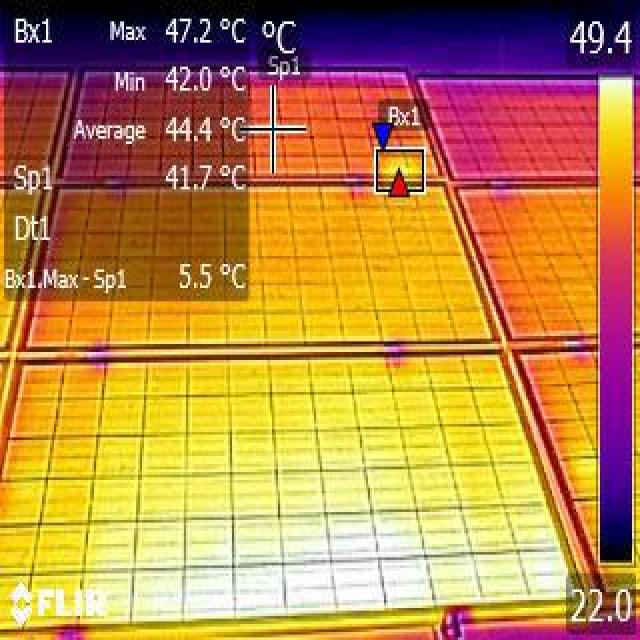 Bx1 Max 47.2 °C °C 49.4
Sp1
Min 42.0 °C
Bx1
Average 44.4 °C
Sp1 41.7 °C
Dt1
Bx1.Max - Sp1 5.5 °C
FLIR 22.0